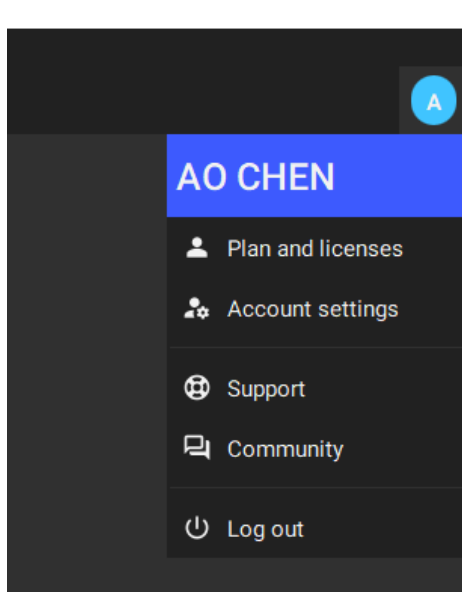 A
AO CHEN
Plan and licenses
Account settings
Support
Community
Log out